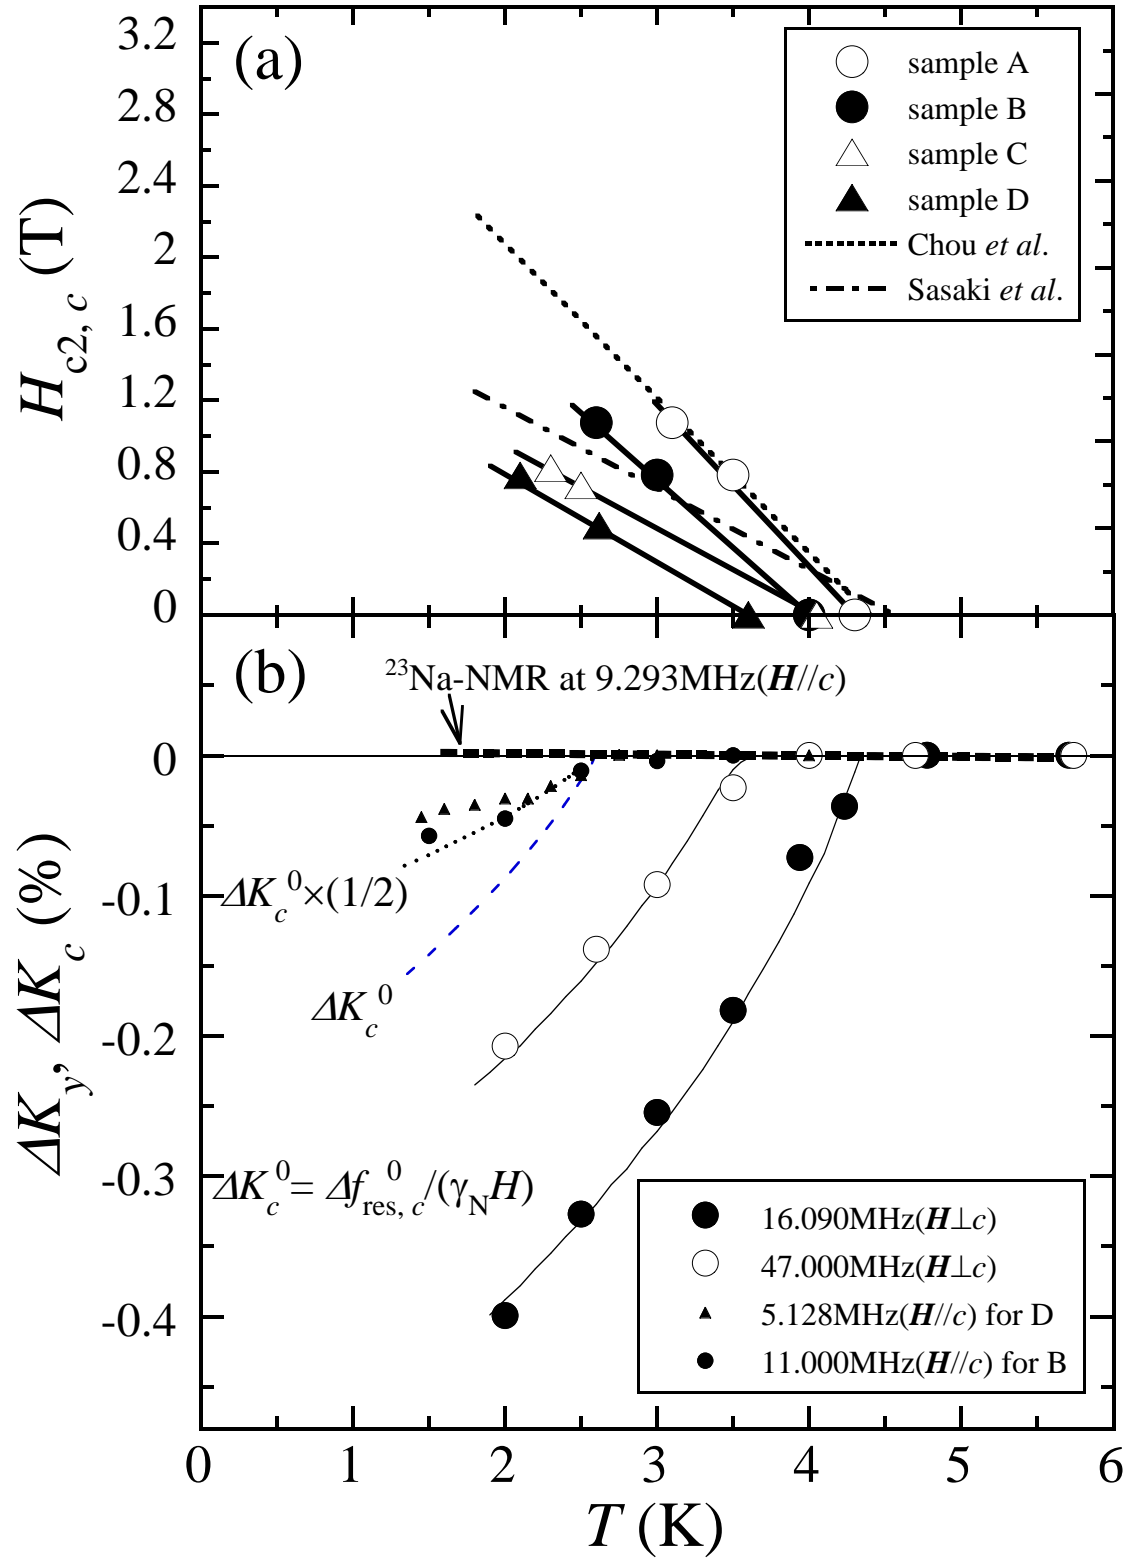 (a)
3.2
2.8
2.4
2
1.6
1.2
0.8
0.4
0
H_{c2, c} (T)
sample A
sample B
sample C
sample D
Chou et al.
Sasaki et al.
(b)
^{23}Na-NMR at 9.293MHz(H//c)
0
-0.1
-0.2
-0.3
-0.4
ΔK_y, ΔK_c (%)
ΔK_c^0×(1/2)
ΔK_c^0
ΔK_c^0= Δf_{res, c}^0/(γ_N H)
16.090MHz(H⊥c)
47.000MHz(H⊥c)
5.128MHz(H//c) for D
11.000MHz(H//c) for B
0 1 2 3 4 5 6
T (K)